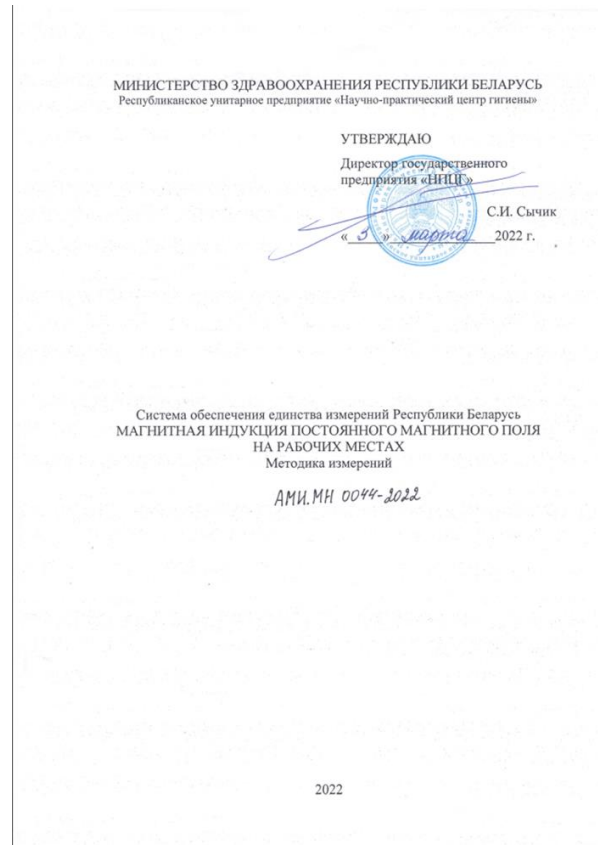 МИНИСТЕРСТВО ЗДРАВООХРАНЕНИЯ РЕСПУБЛИКИ БЕЛАРУСЬ
Республиканское унитарное предприятие «Научно-практический центр гигиены»
УТВЕРЖДАЮ
Директор государственного
предприятия «НПЦГ»
С.И. Сычик
« 3 » марта 2022 г.
Система обеспечения единства измерений Республики Беларусь
МАГНИТНАЯ ИНДУКЦИЯ ПОСТОЯННОГО МАГНИТНОГО ПОЛЯ
НА РАБОЧИХ МЕСТАХ
Методика измерений
АМИ.МН 0044-2022
2022